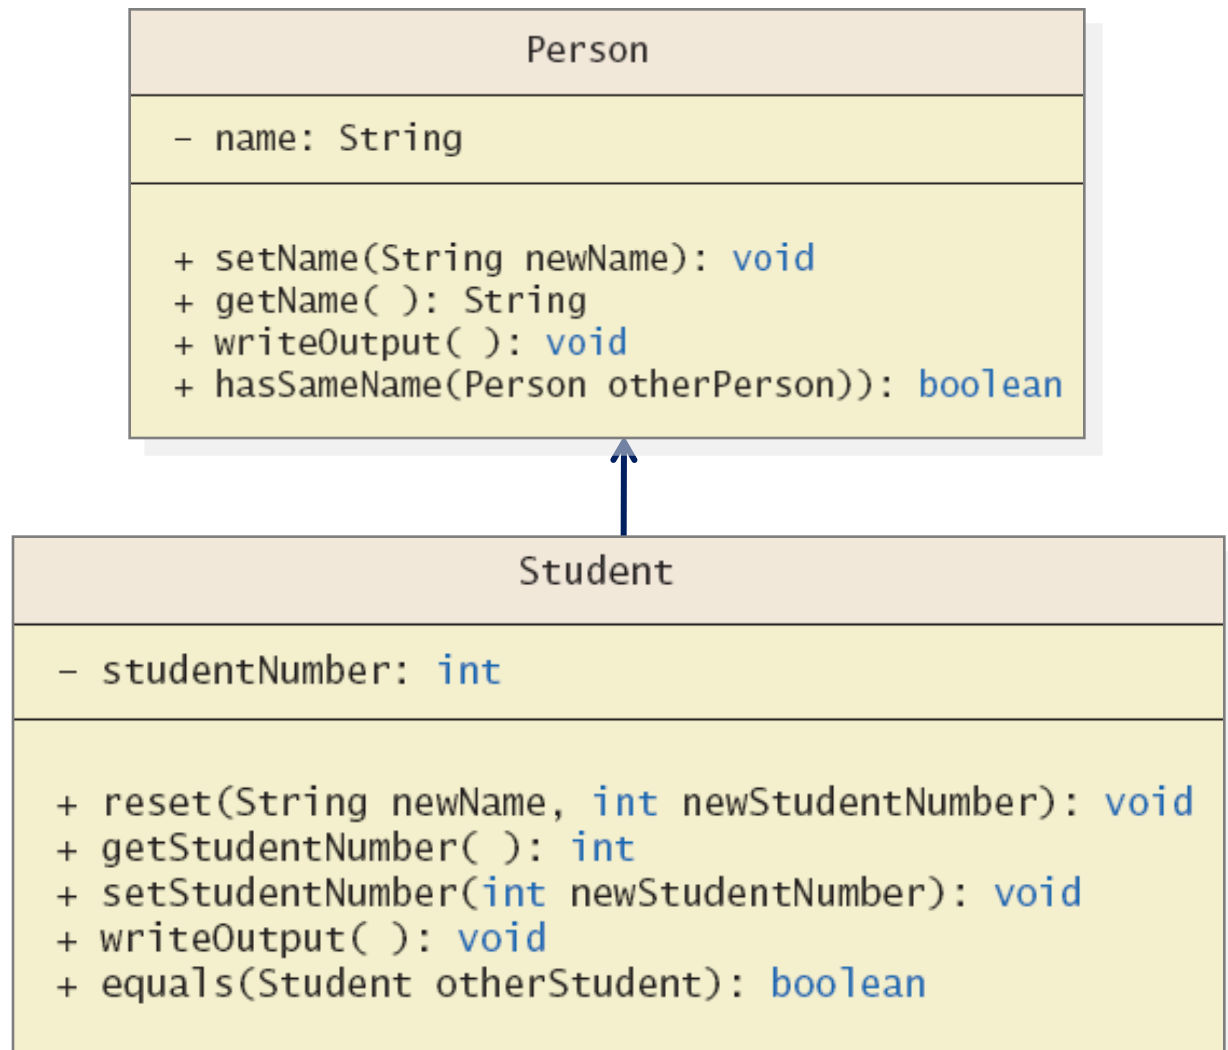 Person
– name: String
+ setName(String newName): void
+ getName( ): String
+ writeOutput( ): void
+ hasSameName(Person otherPerson)): boolean
Student
– studentNumber: int
+ reset(String newName, int newStudentNumber): void
+ getStudentNumber( ): int
+ setStudentNumber(int newStudentNumber): void
+ writeOutput( ): void
+ equals(Student otherStudent): boolean